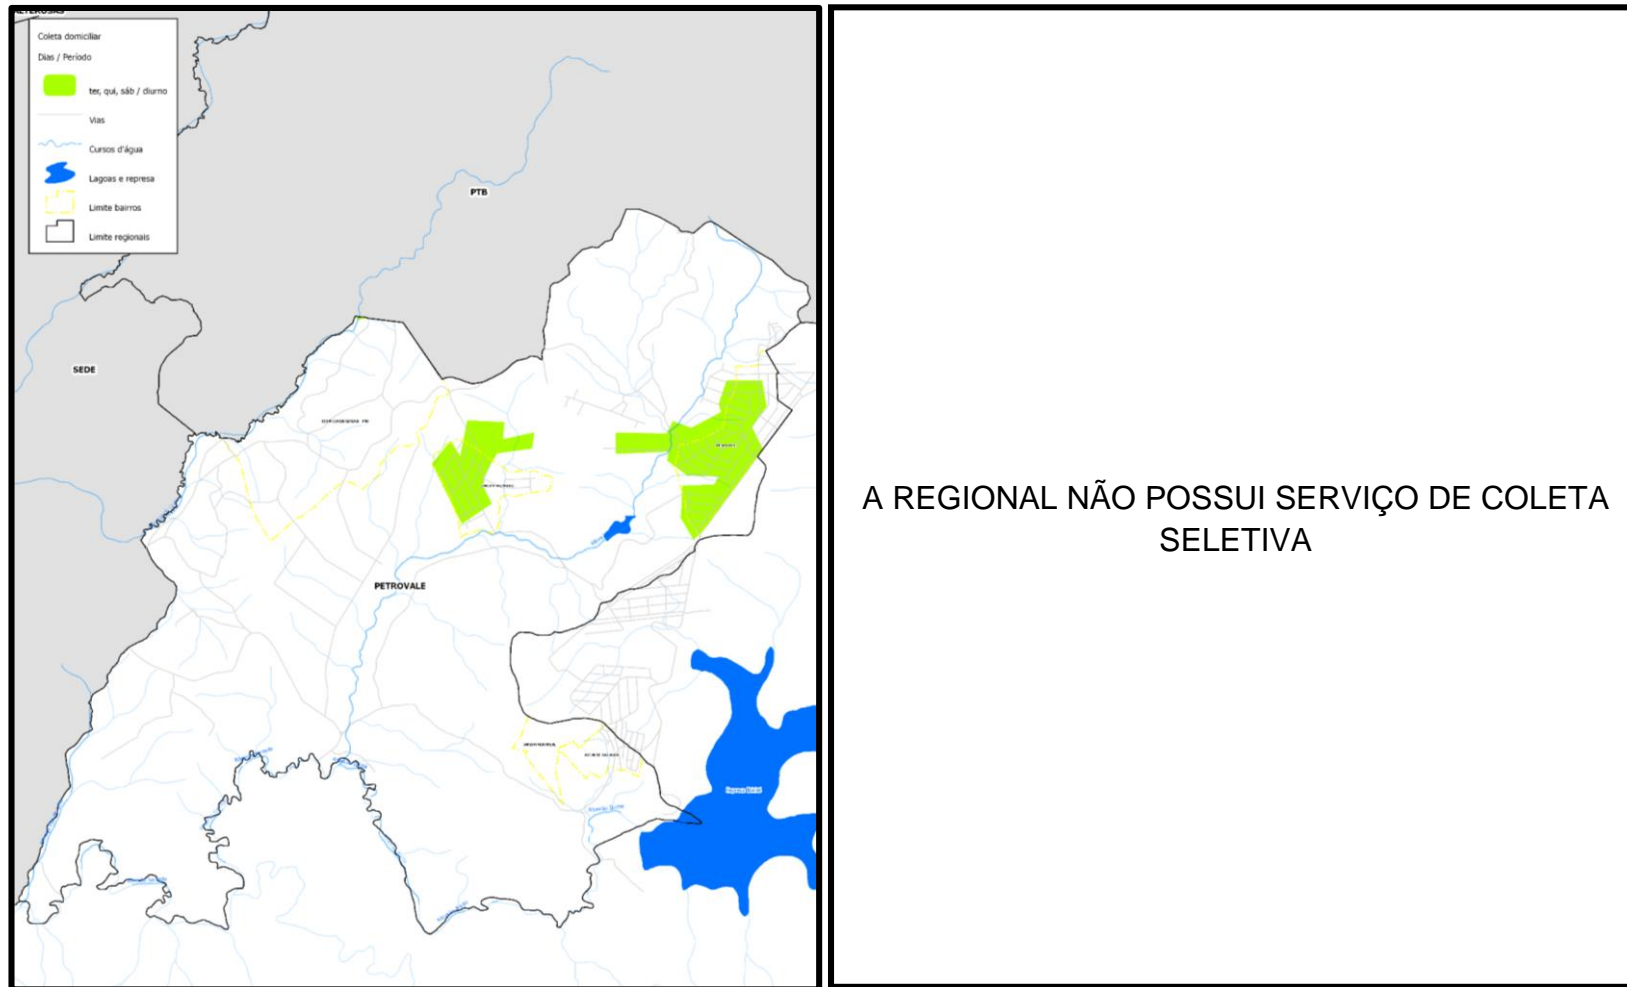 ALTEROSAS
Coleta domiciliar
Dias / Período
ter, qui, sáb / diurno
Vias
Cursos d'água
Lagoas e represa
Limite bairros
Limite regionais
PTB
SEDE
PETROVALE
A REGIONAL NÃO POSSUI SERVIÇO DE COLETA
SELETIVA